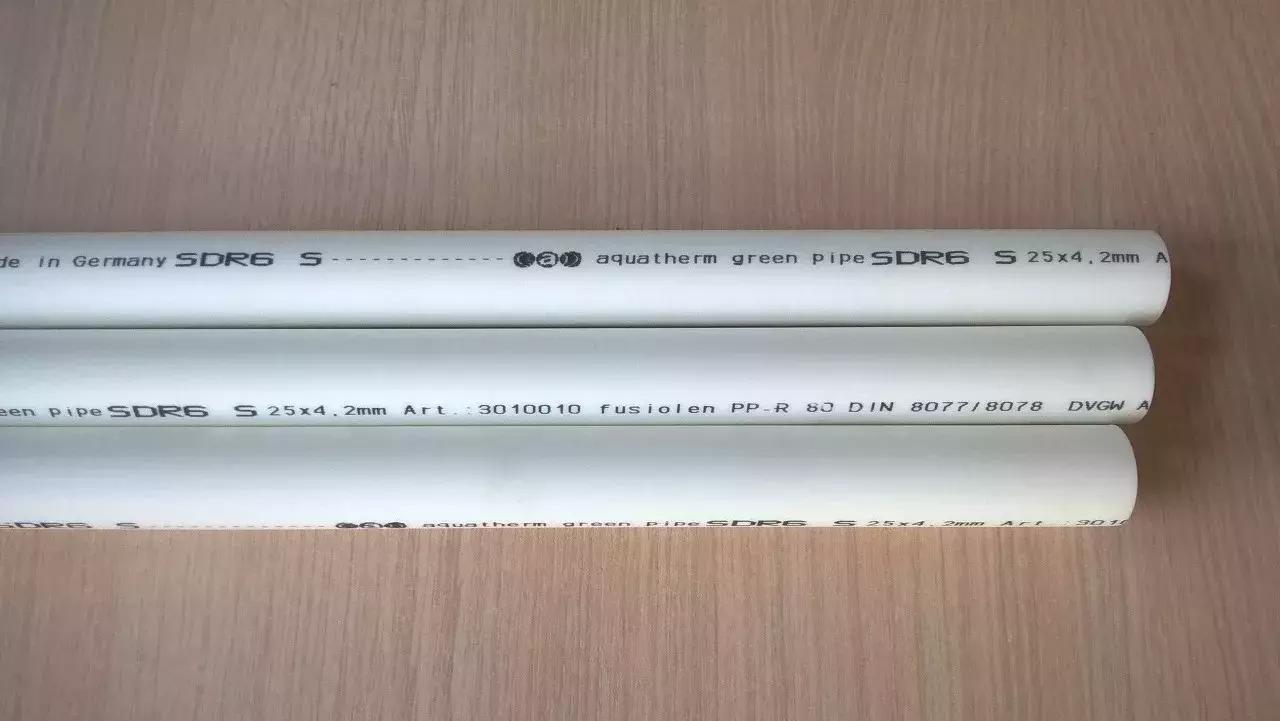 de in Germany SDR6 S ------------- a aquatherm green pipe SDR6 S 25x4.2mm A
een pipe SDR6 S 25x4.2mm Art.:3010010 fusiolen PP-R 80 DIN 8077/8078 DVGW A
SDR6 S ------------- a aquatherm green pipe SDR6 S 25x4.2mm Art.:3010